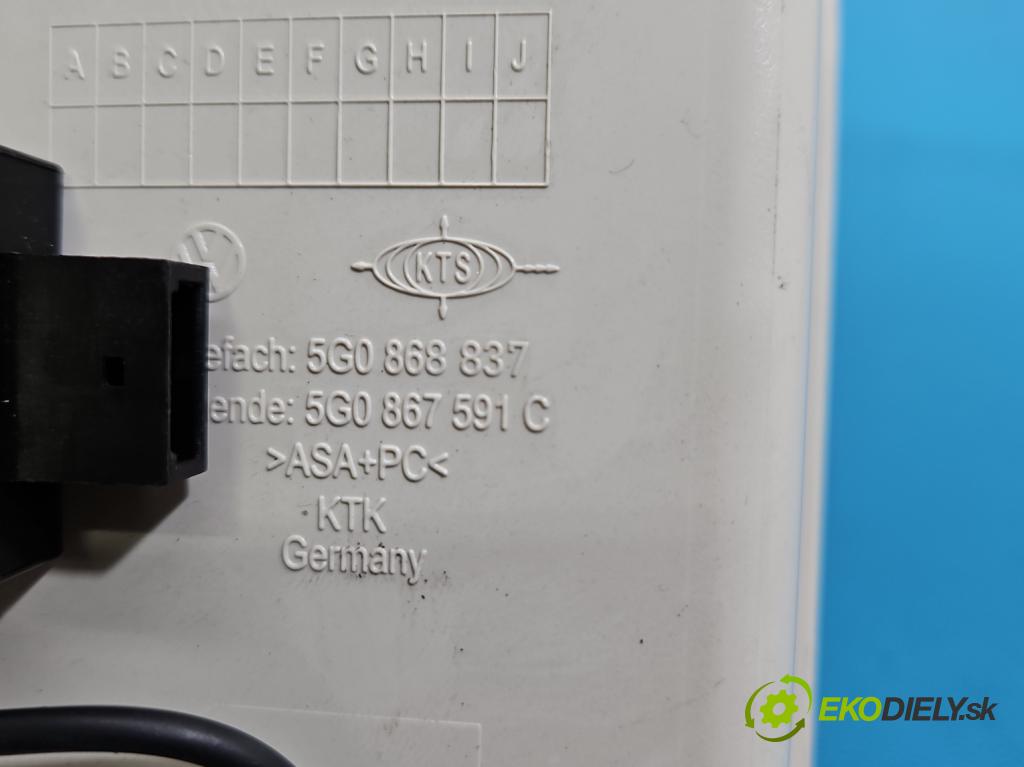 A B C D E F G H I J
KTS
efach: 5G0 868 837
ende: 5G0 867 591 C
>ASA+PC<
KTK
Germany
EKODIELY.sk